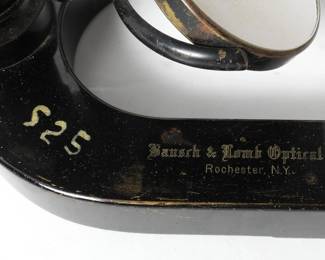 525
Bausch & Lomb Optical
Rochester, N.Y.